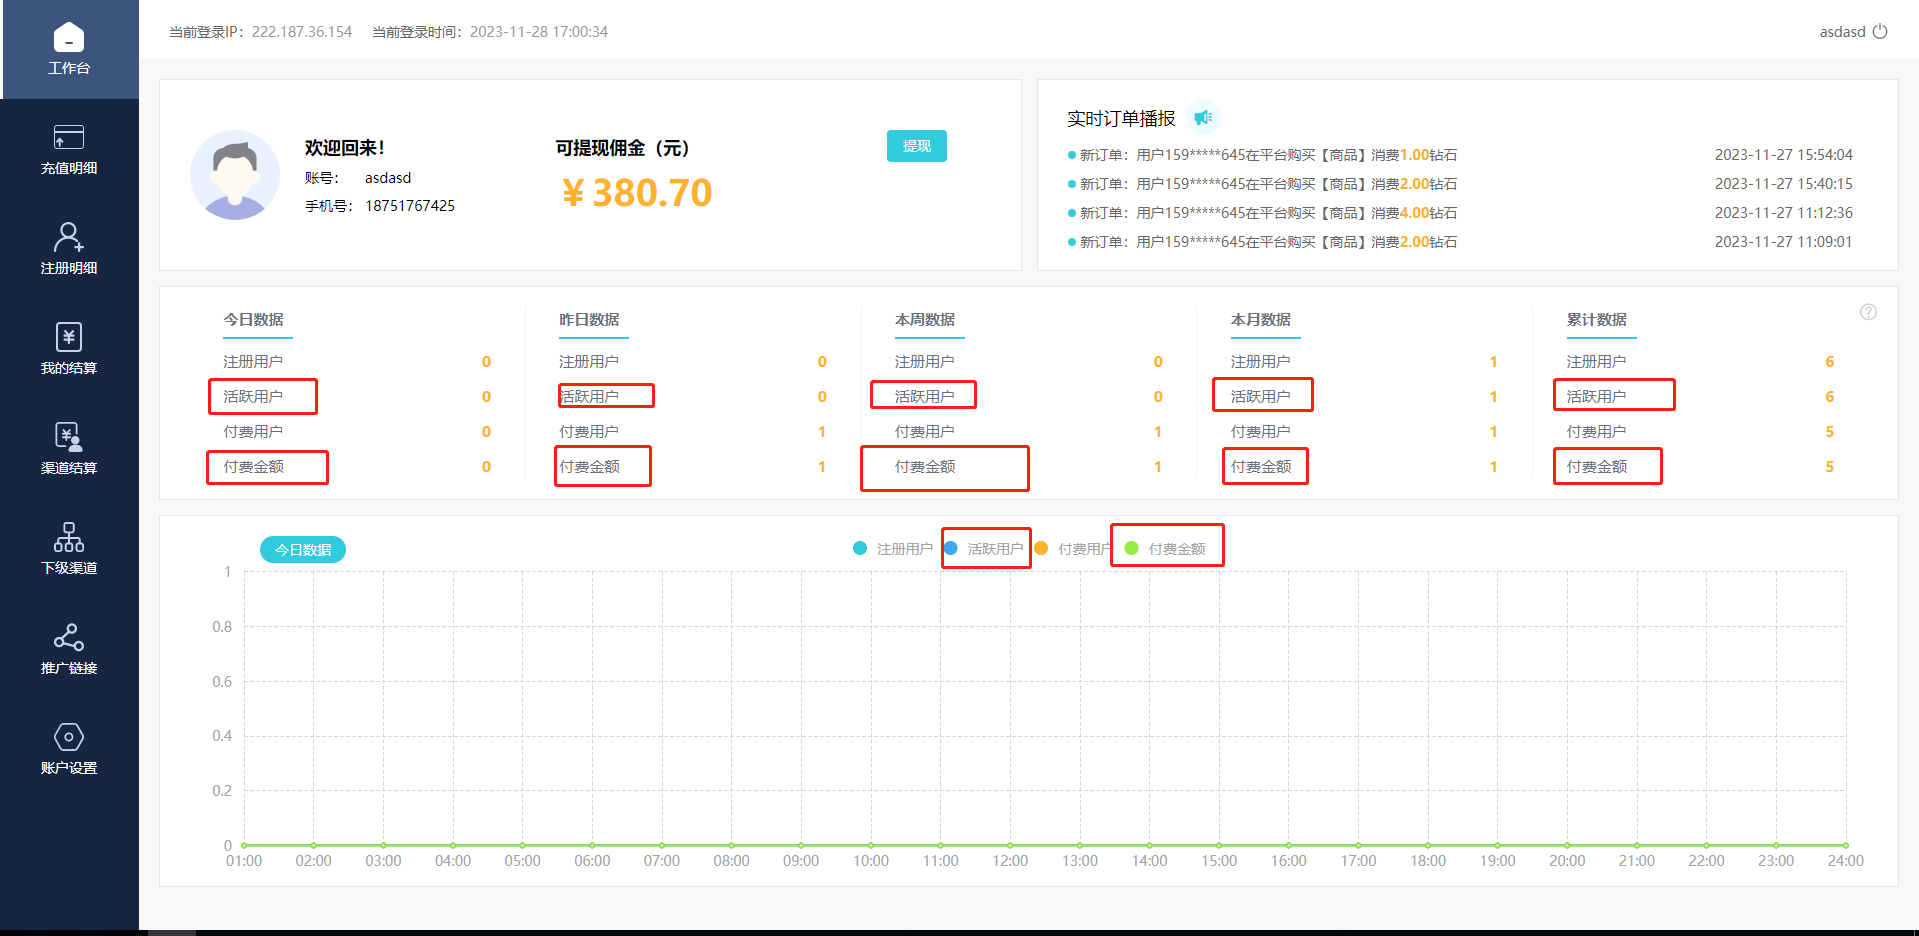 工作台
充值明细
注册明细
我的结算
渠道结算
下级渠道
推广链接
账户设置
当前登录IP：222.187.36.154 当前登录时间：2023-11-28 17:00:34
asdasd
欢迎回来！
账号： asdasd
手机号： 18751767425
可提现佣金（元）
￥380.70
提现
实时订单播报
新订单：用户159*****645在平台购买【商品】消费1.00钻石 2023-11-27 15:54:04
新订单：用户159*****645在平台购买【商品】消费2.00钻石 2023-11-27 15:40:15
新订单：用户159*****645在平台购买【商品】消费4.00钻石 2023-11-27 11:12:36
新订单：用户159*****645在平台购买【商品】消费2.00钻石 2023-11-27 11:09:01
今日数据
注册用户 0
活跃用户 0
付费用户 0
付费金额 0
昨日数据
注册用户 0
活跃用户 0
付费用户 1
付费金额 1
本周数据
注册用户 0
活跃用户 0
付费用户 1
付费金额 1
本月数据
注册用户 1
活跃用户 1
付费用户 1
付费金额 1
累计数据
注册用户 6
活跃用户 6
付费用户 5
付费金额 5
?
今日数据
注册用户 活跃用户 付费用户 付费金额
1
0.8
0.6
0.4
0.2
0
01:00 02:00 03:00 04:00 05:00 06:00 07:00 08:00 09:00 10:00 11:00 12:00 13:00 14:00 15:00 16:00 17:00 18:00 19:00 20:00 21:00 22:00 23:00 24:00